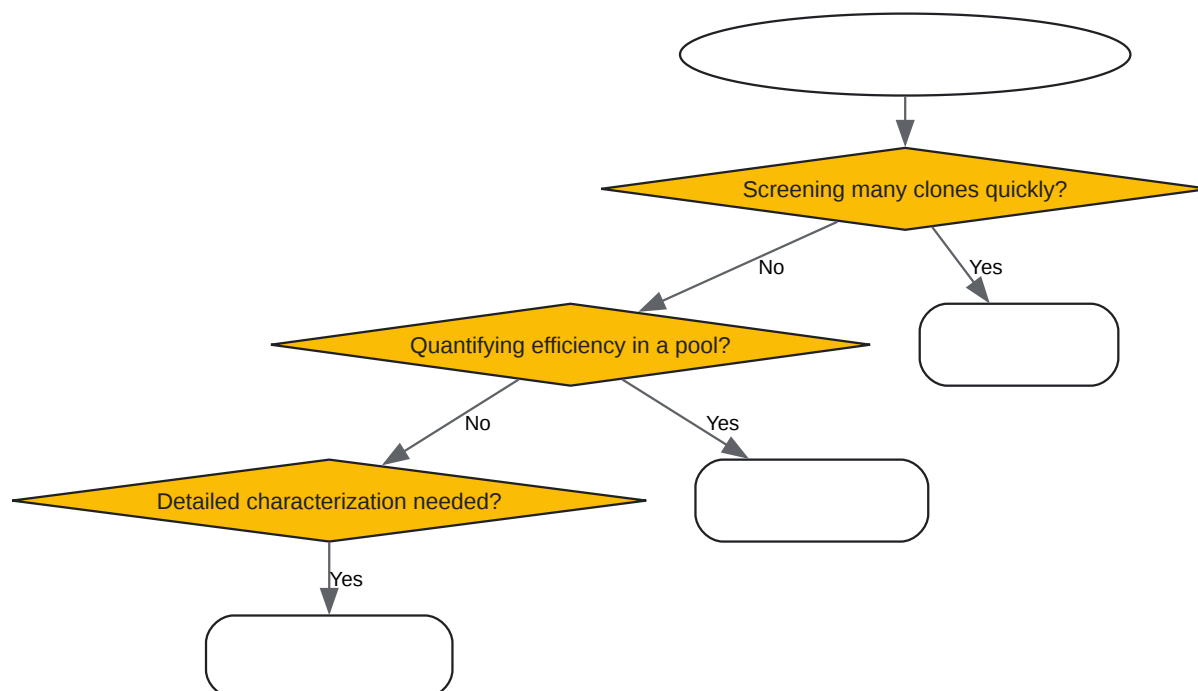 Screening many clones quickly?
No
Yes
Quantifying efficiency in a pool?
No
Yes
Detailed characterization needed?
Yes